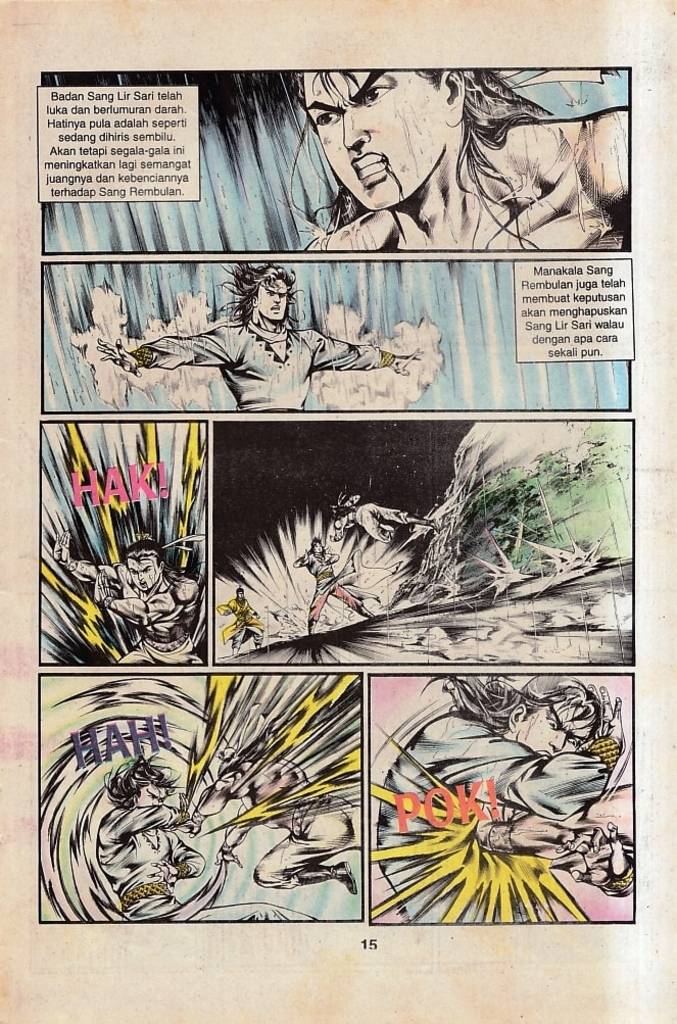 Badan Sang Lir Sari telah
luka dan berlumuran darah.
Hatinya pula adalah seperti
sedang dihiris sembilu.
Akan tetapi segala-gala ini
meningkatkan lagi semangat
juangnya dan kebenciannya
terhadap Sang Rembulan.
Manakala Sang
Rembulan juga telah
membuat keputusan
akan menghapuskan
Sang Lir Sari walau
dengan apa cara
sekali pun.
HAK!
HAH!
POK!
15